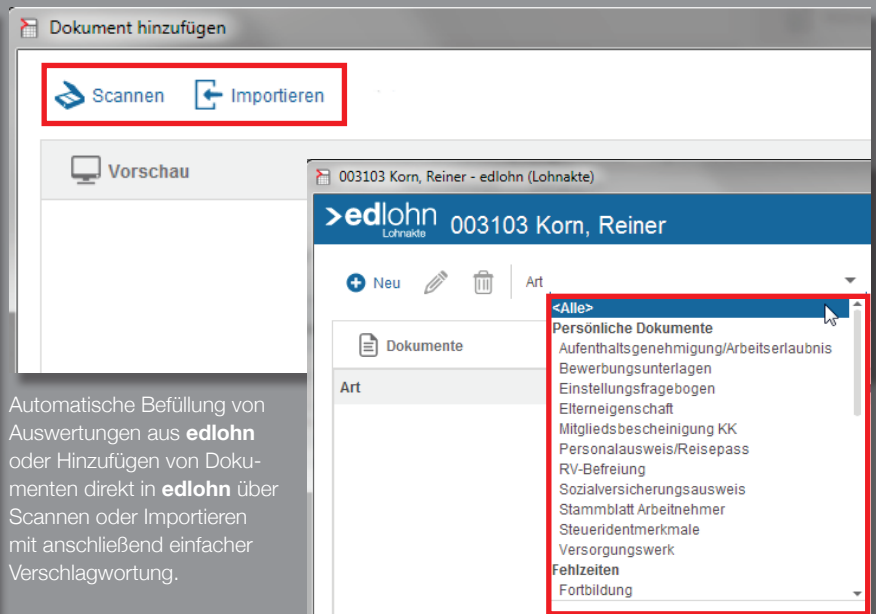 Dokument hinzufügen
Scannen Importieren
Vorschau
003103 Korn, Reiner - edlohn (Lohnakte)
>edlohn
Lohnakte
003103 Korn, Reiner
Neu Art
<Alle>
Persönliche Dokumente
Aufenthaltsgenehmigung/Arbeitserlaubnis
Bewerbungsunterlagen
Einstellungsfragebogen
Elterneigenschaft
Mitgliedsbescheinigung KK
Personalausweis/Reisepass
RV-Befreiung
Sozialversicherungsausweis
Stammblatt Arbeitnehmer
Steueridentmerkmale
Versorgungswerk
Fehlzeiten
Fortbildung
Dokumente
Art
Automatische Befüllung von
Auswertungen aus edlohn
oder Hinzufügen von Doku-
menten direkt in edlohn über
Scannen oder Importieren
mit anschließend einfacher
Verschlagwortung.